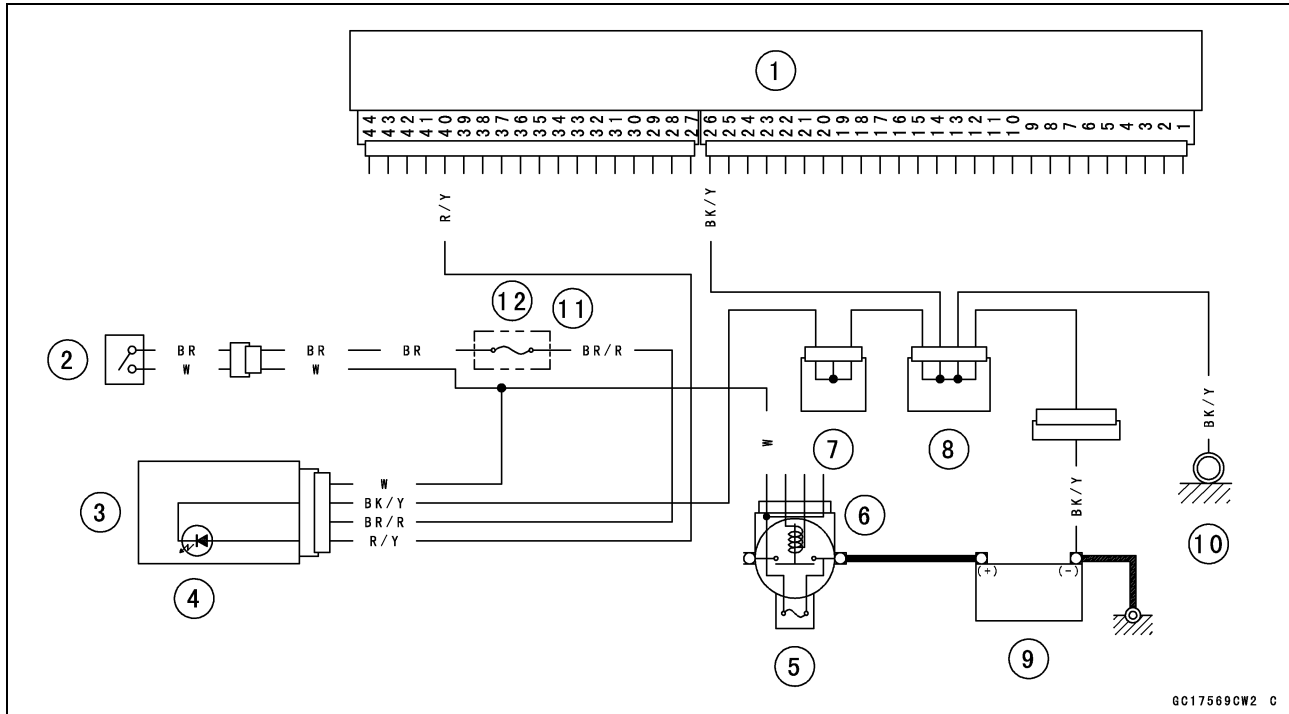 1
44 43 42 41 40 39 38 37 36 35 34 33 32 31 30 29 28 27 26 25 24 23 22 21 20 19 18 17 16 15 14 13 12 11 10 9 8 7 6 5 4 3 2 1
R/Y BK/Y
12 11
2 BR BR BR BR/R
W W
BK/Y
W
7 8
3 W
BK/Y
BR/R
R/Y
6
BK/Y
10
4
(+) (-)
5 9
GC17569CW2 C